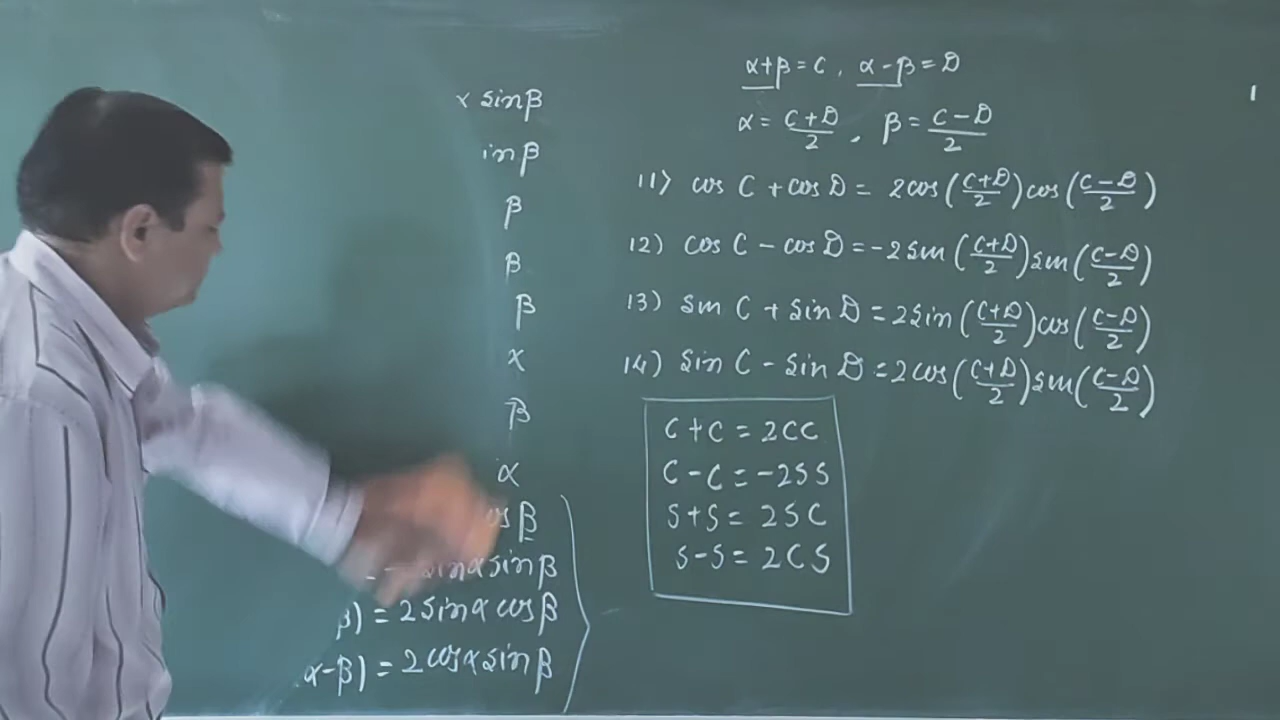 α sinβ
inβ
β
β
β
α
β
α
os β
sinα sinβ
β) = 2 sinα cosβ
α-β) = 2 cosα sinβ
α+β = C , α-β = D
α = C+D/2 , β = C-D/2
11) cos C + cos D = 2cos(C+D/2)cos(C-D/2)
12) cos C - cos D = -2 sin(C+D/2)sin(C-D/2)
13) sin C + sin D = 2 sin(C+D/2)cos(C-D/2)
14) sin C - sin D = 2cos(C+D/2)sin(C-D/2)
C+C = 2CC
C-C = -2SS
S+S = 2SC
S-S = 2CS
1